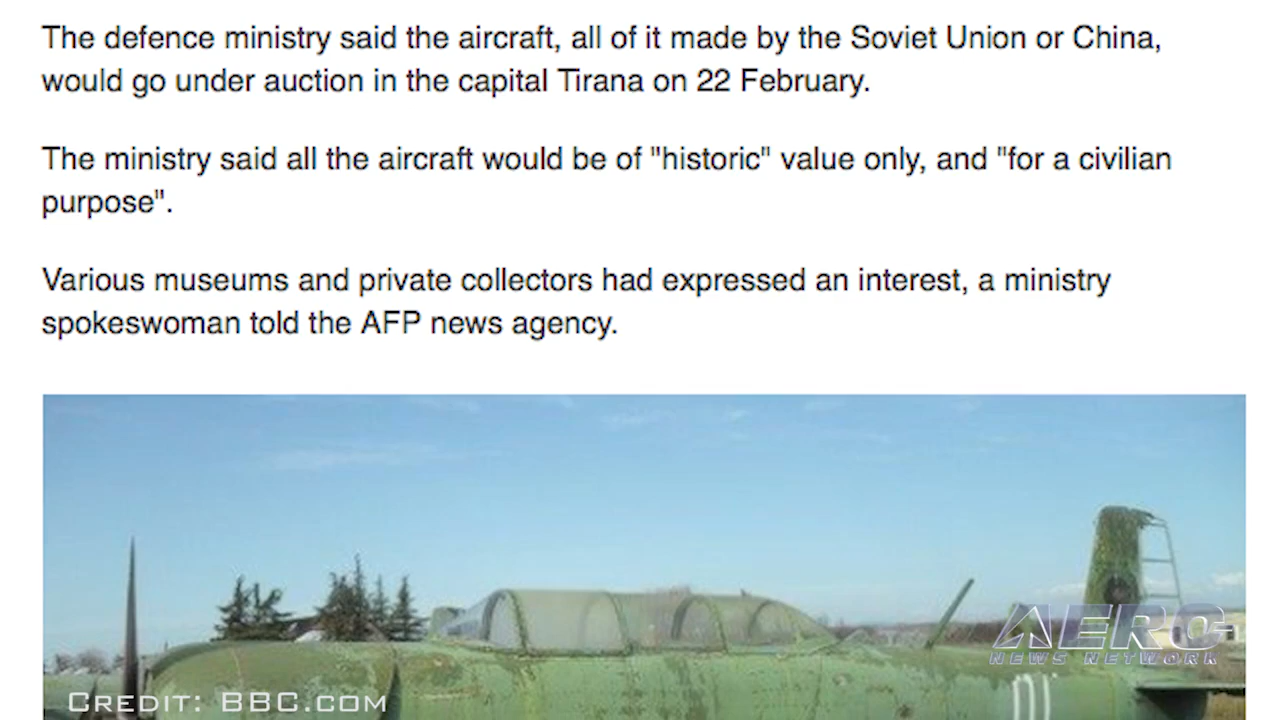 The defence ministry said the aircraft, all of it made by the Soviet Union or China,
would go under auction in the capital Tirana on 22 February.
The ministry said all the aircraft would be of "historic" value only, and "for a civilian
purpose".
Various museums and private collectors had expressed an interest, a ministry
spokeswoman told the AFP news agency.
AERO
NEWS NETWORK
CREDIT: BBC.COM